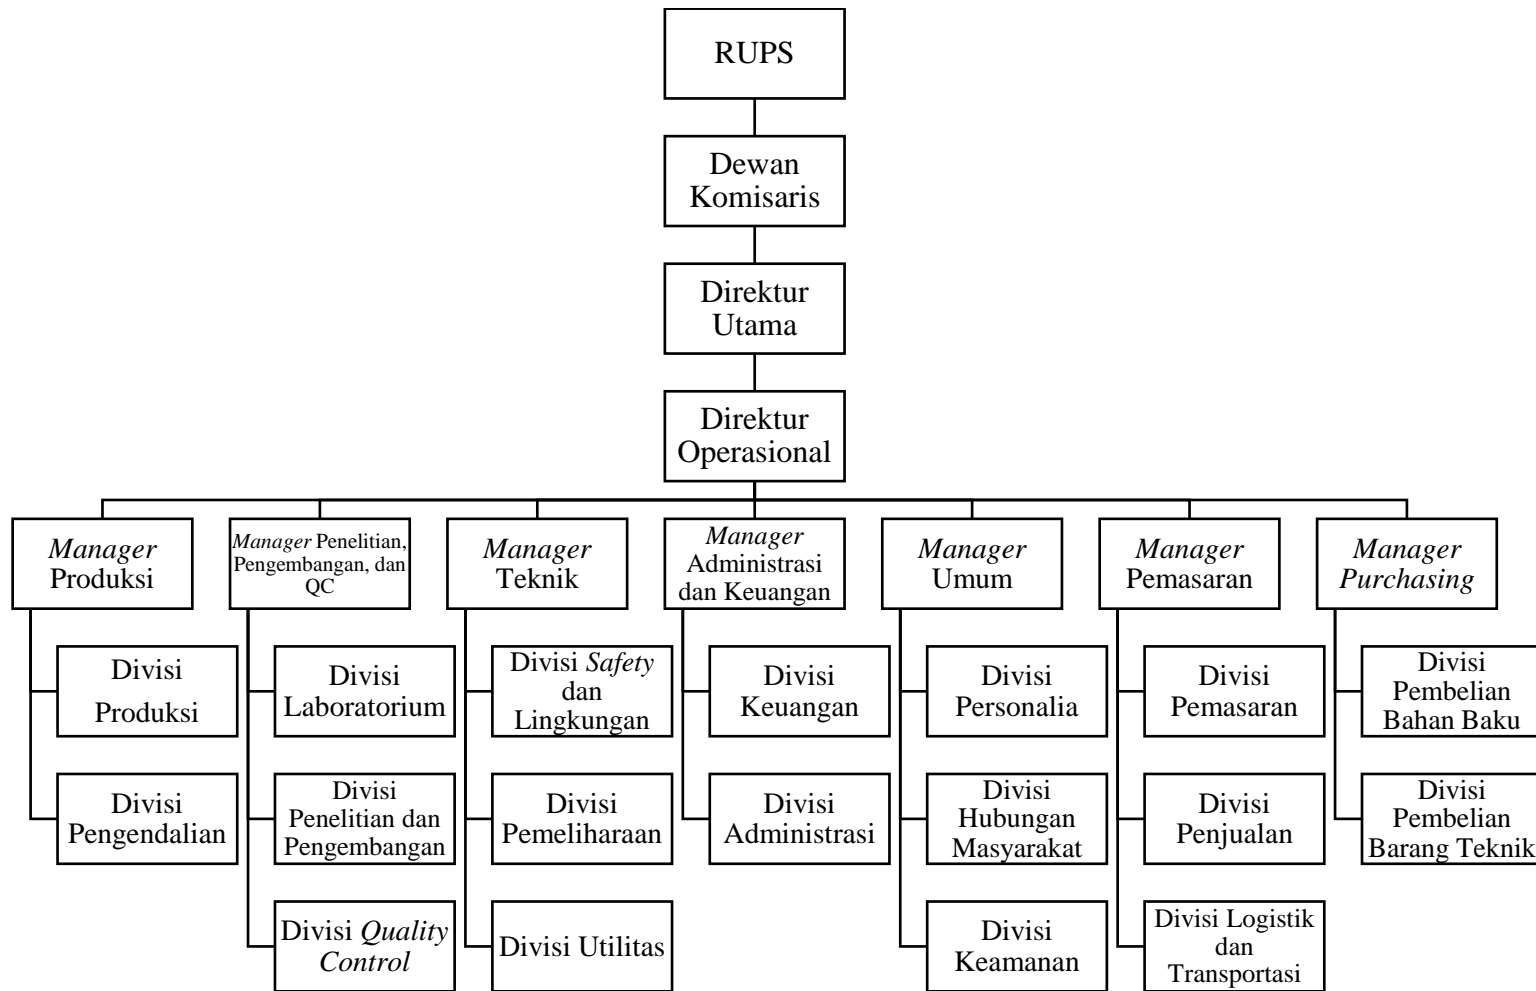 RUPS
Dewan
Komisaris
Direktur
Utama
Direktur
Operasional
Manager
Produksi
Manager Penelitian,
Pengembangan, dan
QC
Manager
Teknik
Manager
Administrasi
dan Keuangan
Manager
Umum
Manager
Pemasaran
Manager
Purchasing
Divisi
Produksi
Divisi
Laboratorium
Divisi Safety
dan
Lingkungan
Divisi
Keuangan
Divisi
Personalia
Divisi
Pemasaran
Divisi
Pembelian
Bahan Baku
Divisi
Pengendalian
Divisi
Penelitian dan
Pengembangan
Divisi
Pemeliharaan
Divisi
Administrasi
Divisi
Hubungan
Masyarakat
Divisi
Penjualan
Divisi
Pembelian
Barang Teknik
Divisi Quality
Control
Divisi Utilitas
Divisi
Keamanan
Divisi Logistik
dan
Transportasi